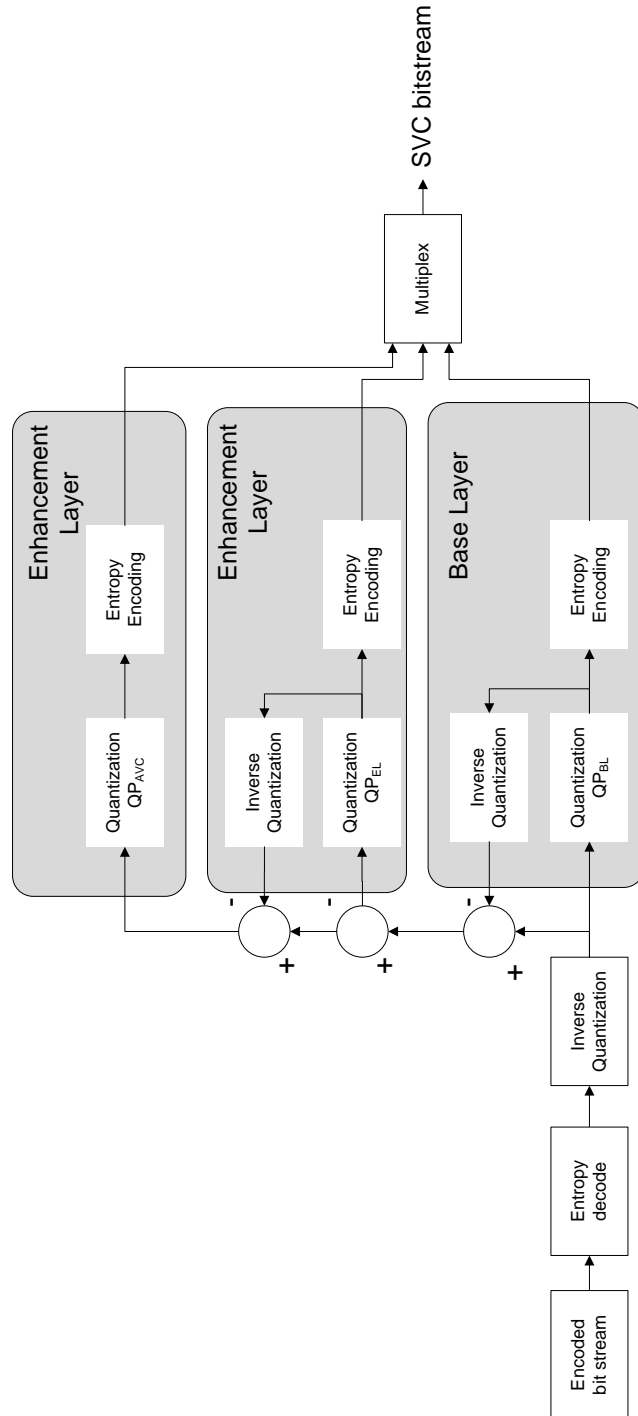 Encoded
bit stream
Entropy
decode
Inverse
Quantization
+
-
+
-
+
-
Base Layer
Inverse
Quantization
Quantization
QPBL
Entropy
Encoding
Enhancement
Layer
Inverse
Quantization
Quantization
QPEL
Entropy
Encoding
Enhancement
Layer
Quantization
QPAVC
Entropy
Encoding
Multiplex
SVC bitstream